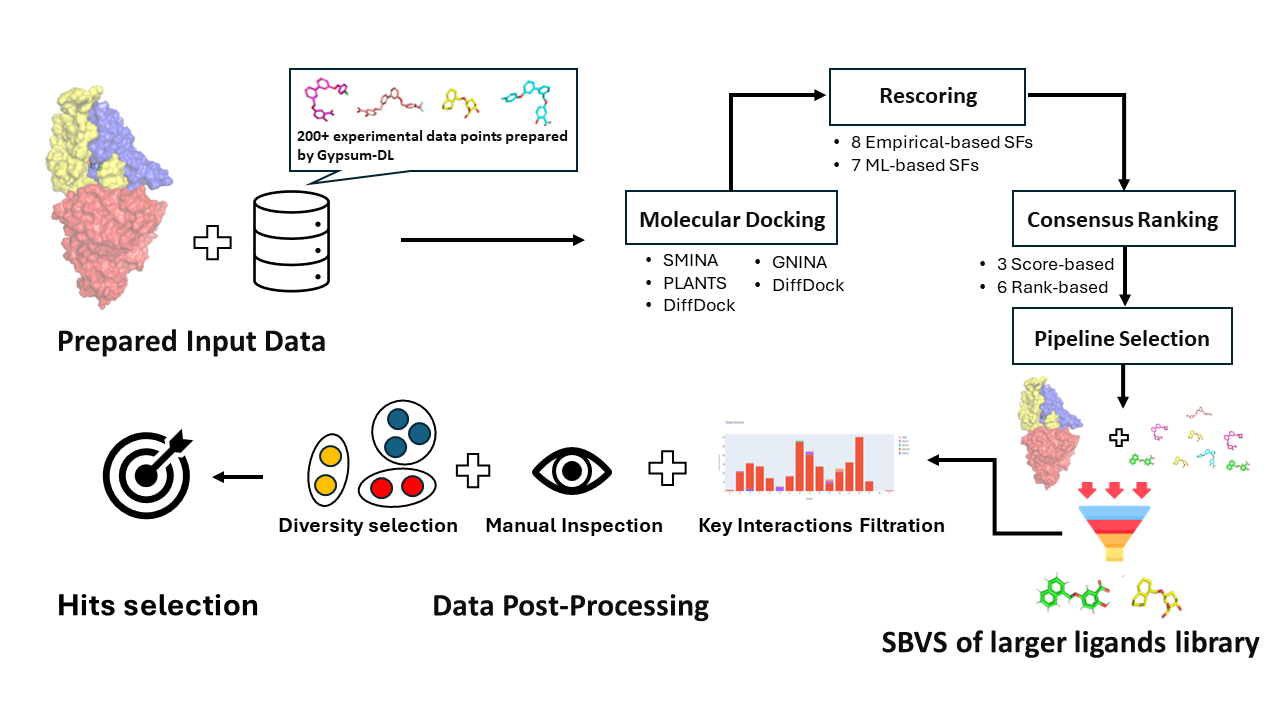 200+ experimental data points prepared
by Gypsum-DL
Prepared Input Data
Molecular Docking
• SMINA
• PLANTS
• DiffDock
• GNINA
• DiffDock
Rescoring
• 8 Empirical-based SFs
• 7 ML-based SFs
Consensus Ranking
• 3 Score-based
• 6 Rank-based
Pipeline Selection
SBVS of larger ligands library
Key Interactions Filtration
Manual Inspection
Diversity selection
Data Post-Processing
Hits selection